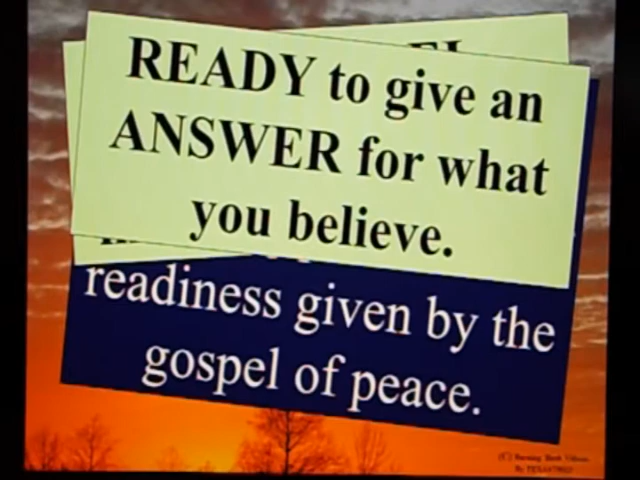 READY to give an
ANSWER for what
you believe.
readiness given by the
gospel of peace.